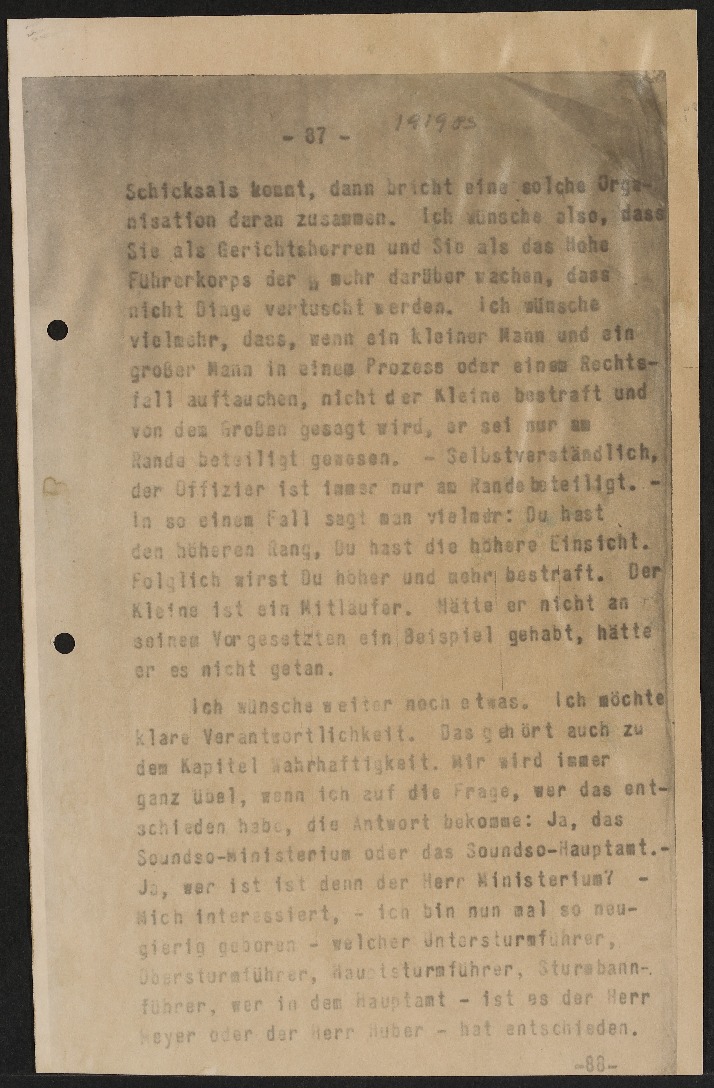 - 87 -
1919 03
Schicksals kommt, dann bricht eine solche Orga-
nisation daran zusammen. Ich wünsche also, dass
Sie als Gerichtsherren und Sie als das Hohe
Führerkorps der mehr darüber wachen, dass
nicht Dinge vertuscht werden. Ich wünsche
vielmehr, dass, wenn ein kleiner Mann und ein
großer Mann in einem Prozess oder einem Rechts-
fall auftauchen, nicht der Kleine bestraft und
von dem Großen gesagt wird, er sei nur am
Rande beteiligt gewesen. - Selbstverständlich,
der Offizier ist immer nur am Rande beteiligt. -
In so einem Fall sagt man vielmehr: Du hast
den höheren Rang, Du hast die höhere Einsicht.
Folglich wirst Du höher und mehr bestraft. Der
Kleine ist ein Mitläufer. Hätte er nicht an
seinem Vorgesetzten ein Beispiel gehabt, hätte
er es nicht getan.
Ich wünsche weiter noch etwas. Ich möchte
klare Verantwortlichkeit. Das gehört auch zu
dem Kapitel Wahrhaftigkeit. Mir wird immer
ganz übel, wenn ich auf die Frage, wer das ent-
schieden habe, die Antwort bekomme: Ja, das
Soundso-Ministerium oder das Soundso-Hauptamt.-
Ja, wer ist ist denn der Herr Ministerium? -
Mich interessiert, - ich bin nun mal so neu-
gierig geboren - welcher Untersturmführer,
Obersturmführer, Hauptsturmführer, Sturmbann-
führer, wer in dem Hauptamt - ist es der Herr
Meyer oder der Herr Huber - hat entschieden.
-88-